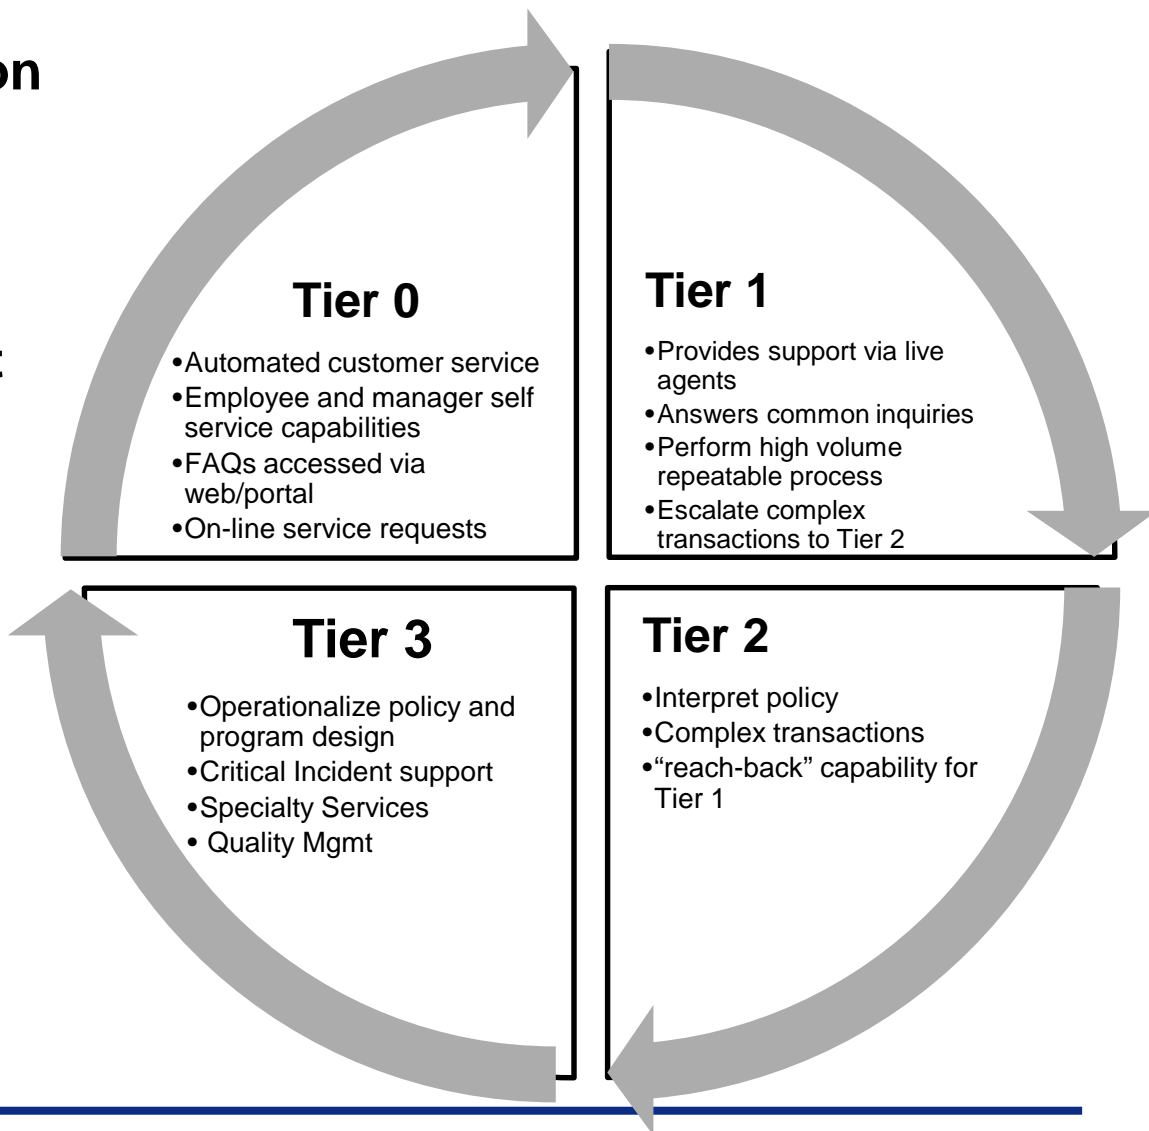 on
t
Tier 0
•Automated customer service
•Employee and manager self
service capabilities
•FAQs accessed via
web/portal
•On-line service requests
Tier 1
•Provides support via live
agents
•Answers common inquiries
•Perform high volume
repeatable process
•Escalate complex
transactions to Tier 2
Tier 3
•Operationalize policy and
program design
•Critical Incident support
•Specialty Services
• Quality Mgmt
Tier 2
•Interpret policy
•Complex transactions
•“reach-back” capability for
Tier 1